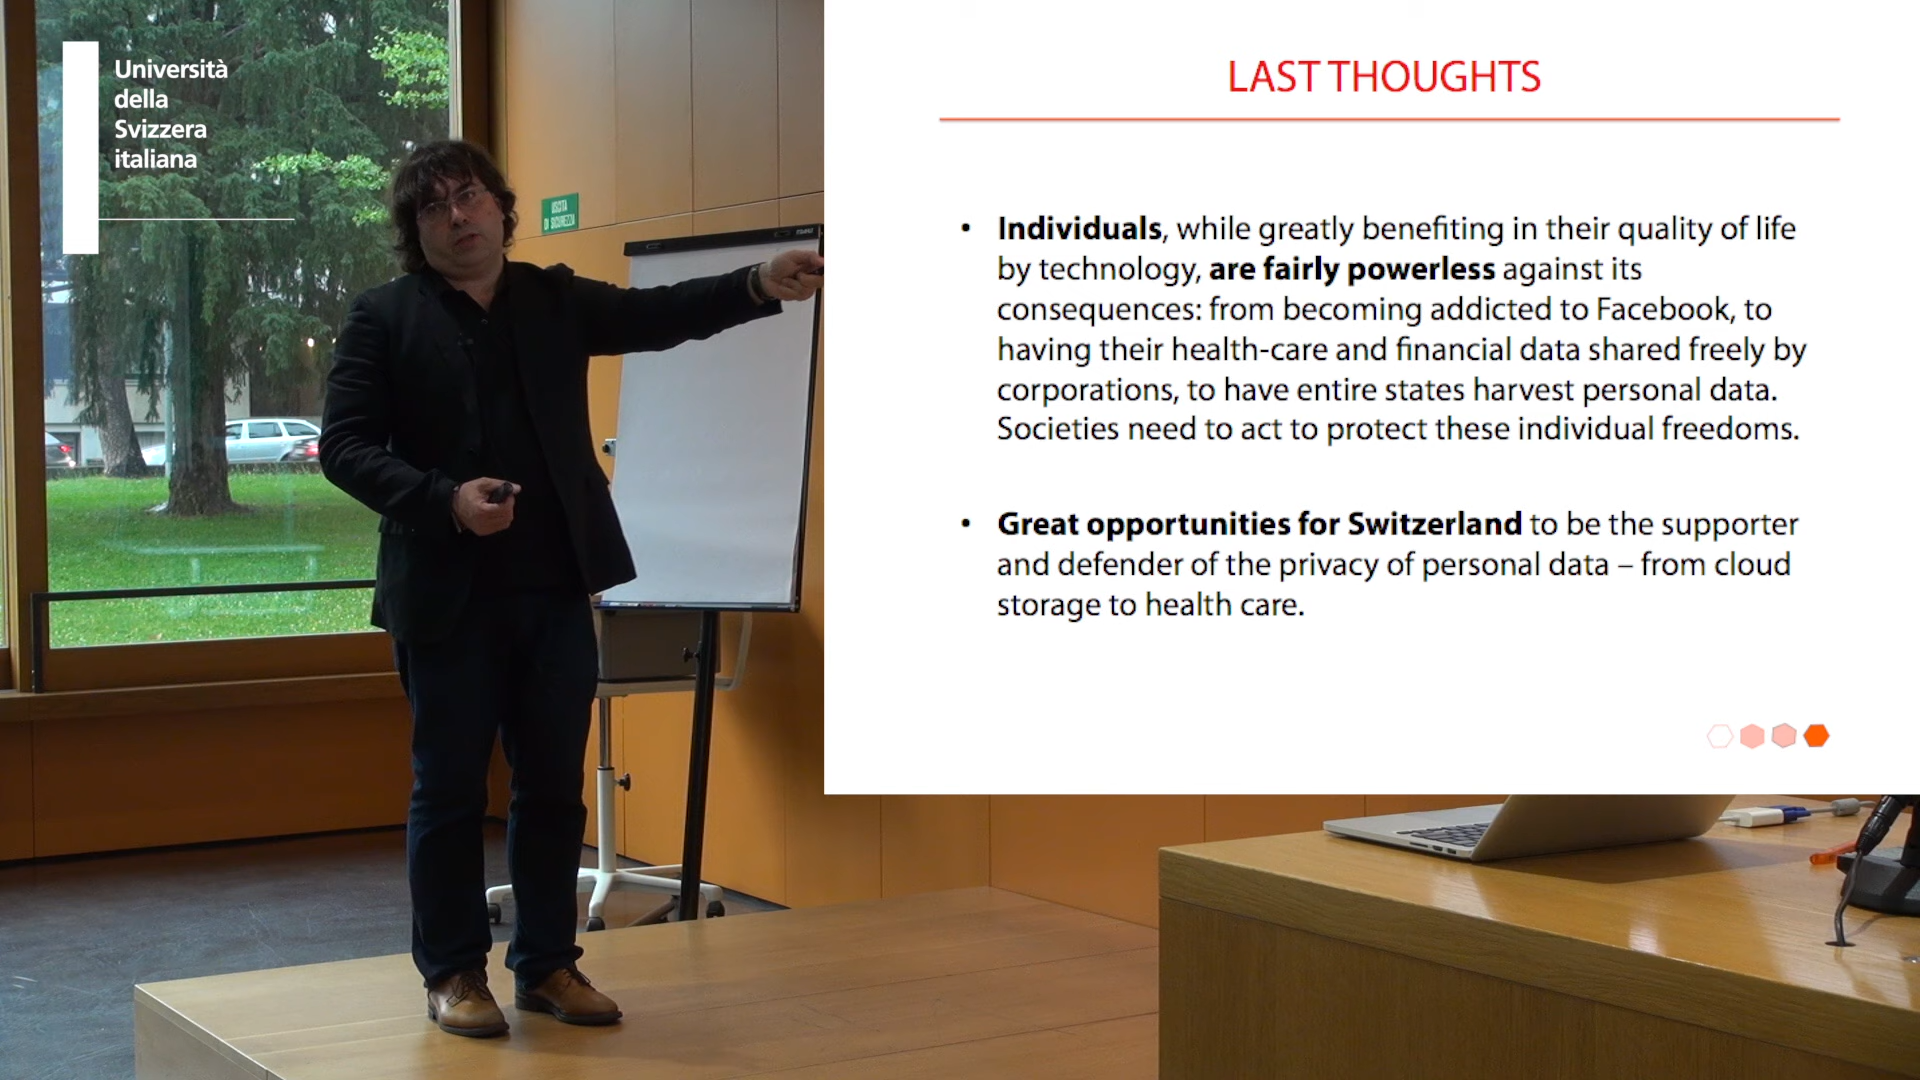 Università
della
Svizzera
italiana
USCITA
DI SICUREZZA
LAST THOUGHTS
• Individuals, while greatly benefiting in their quality of life
by technology, are fairly powerless against its
consequences: from becoming addicted to Facebook, to
having their health-care and financial data shared freely by
corporations, to have entire states harvest personal data.
Societies need to act to protect these individual freedoms.
• Great opportunities for Switzerland to be the supporter
and defender of the privacy of personal data – from cloud
storage to health care.